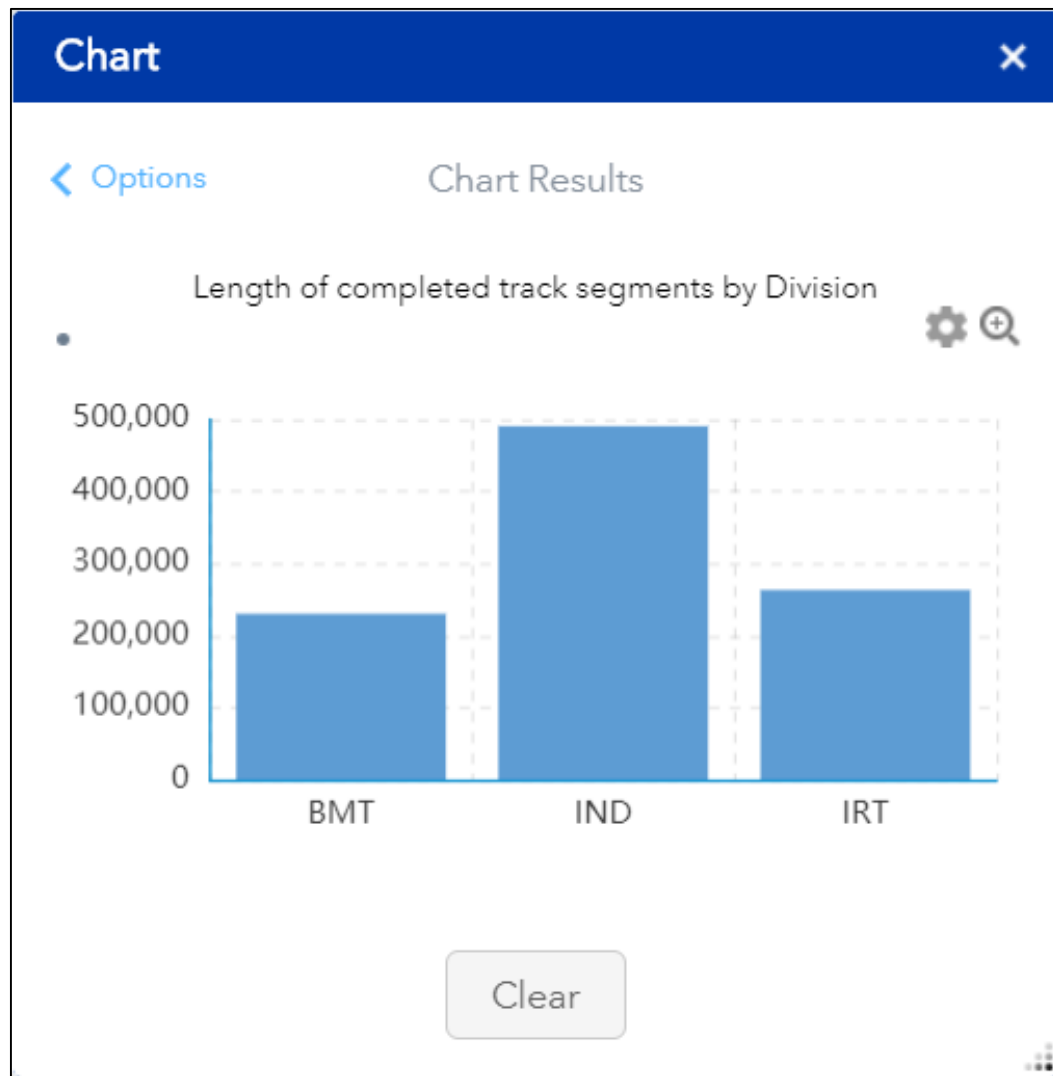 Chart
Options
Chart Results
Length of completed track segments by Division
500,000
400,000
300,000
200,000
100,000
0
BMT IND IRT
Clear